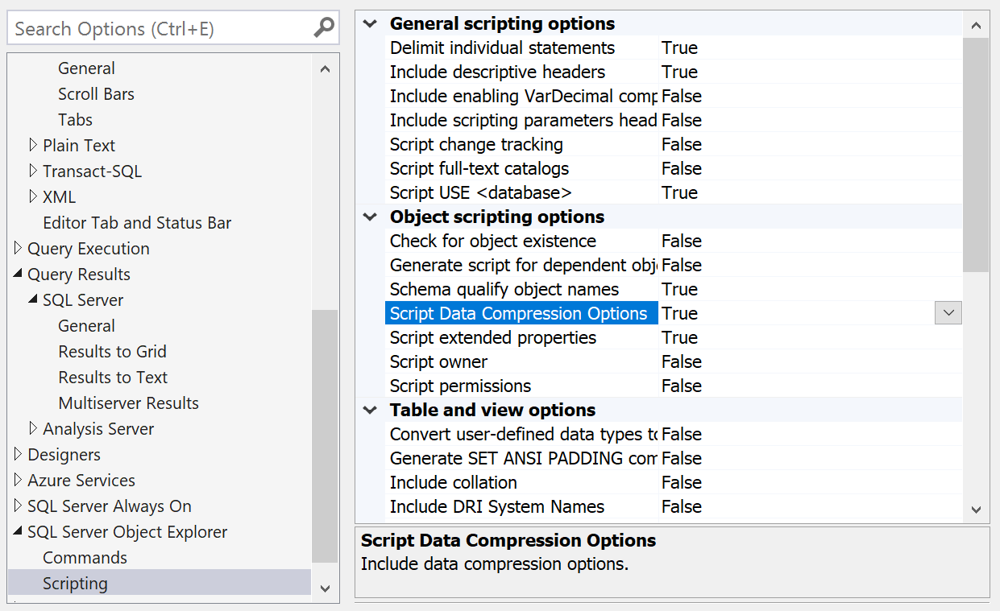 Search Options (Ctrl+E)
General
Scroll Bars
Tabs
Plain Text
Transact-SQL
XML
Editor Tab and Status Bar
Query Execution
Query Results
SQL Server
General
Results to Grid
Results to Text
Multiserver Results
Analysis Server
Designers
Azure Services
SQL Server Always On
SQL Server Object Explorer
Commands
Scripting
General scripting options
Delimit individual statements True
Include descriptive headers True
Include enabling VarDecimal comp False
Include scripting parameters head False
Script change tracking False
Script full-text catalogs False
Script USE <database> True
Object scripting options
Check for object existence False
Generate script for dependent obj False
Schema qualify object names True
Script Data Compression Options True
Script extended properties True
Script owner False
Script permissions False
Table and view options
Convert user-defined data types to False
Generate SET ANSI PADDING com False
Include collation False
Include DRI System Names False
Script Data Compression Options
Include data compression options.